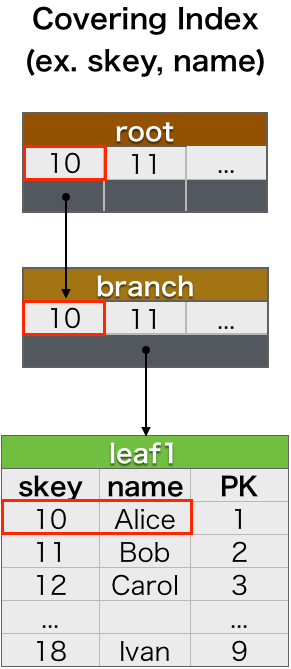 Covering Index
(ex. skey, name)
root
10 11 ...
branch
10 11 ...
leaf1
skey name PK
10 Alice 1
11 Bob 2
12 Carol 3
... ...
18 Ivan 9